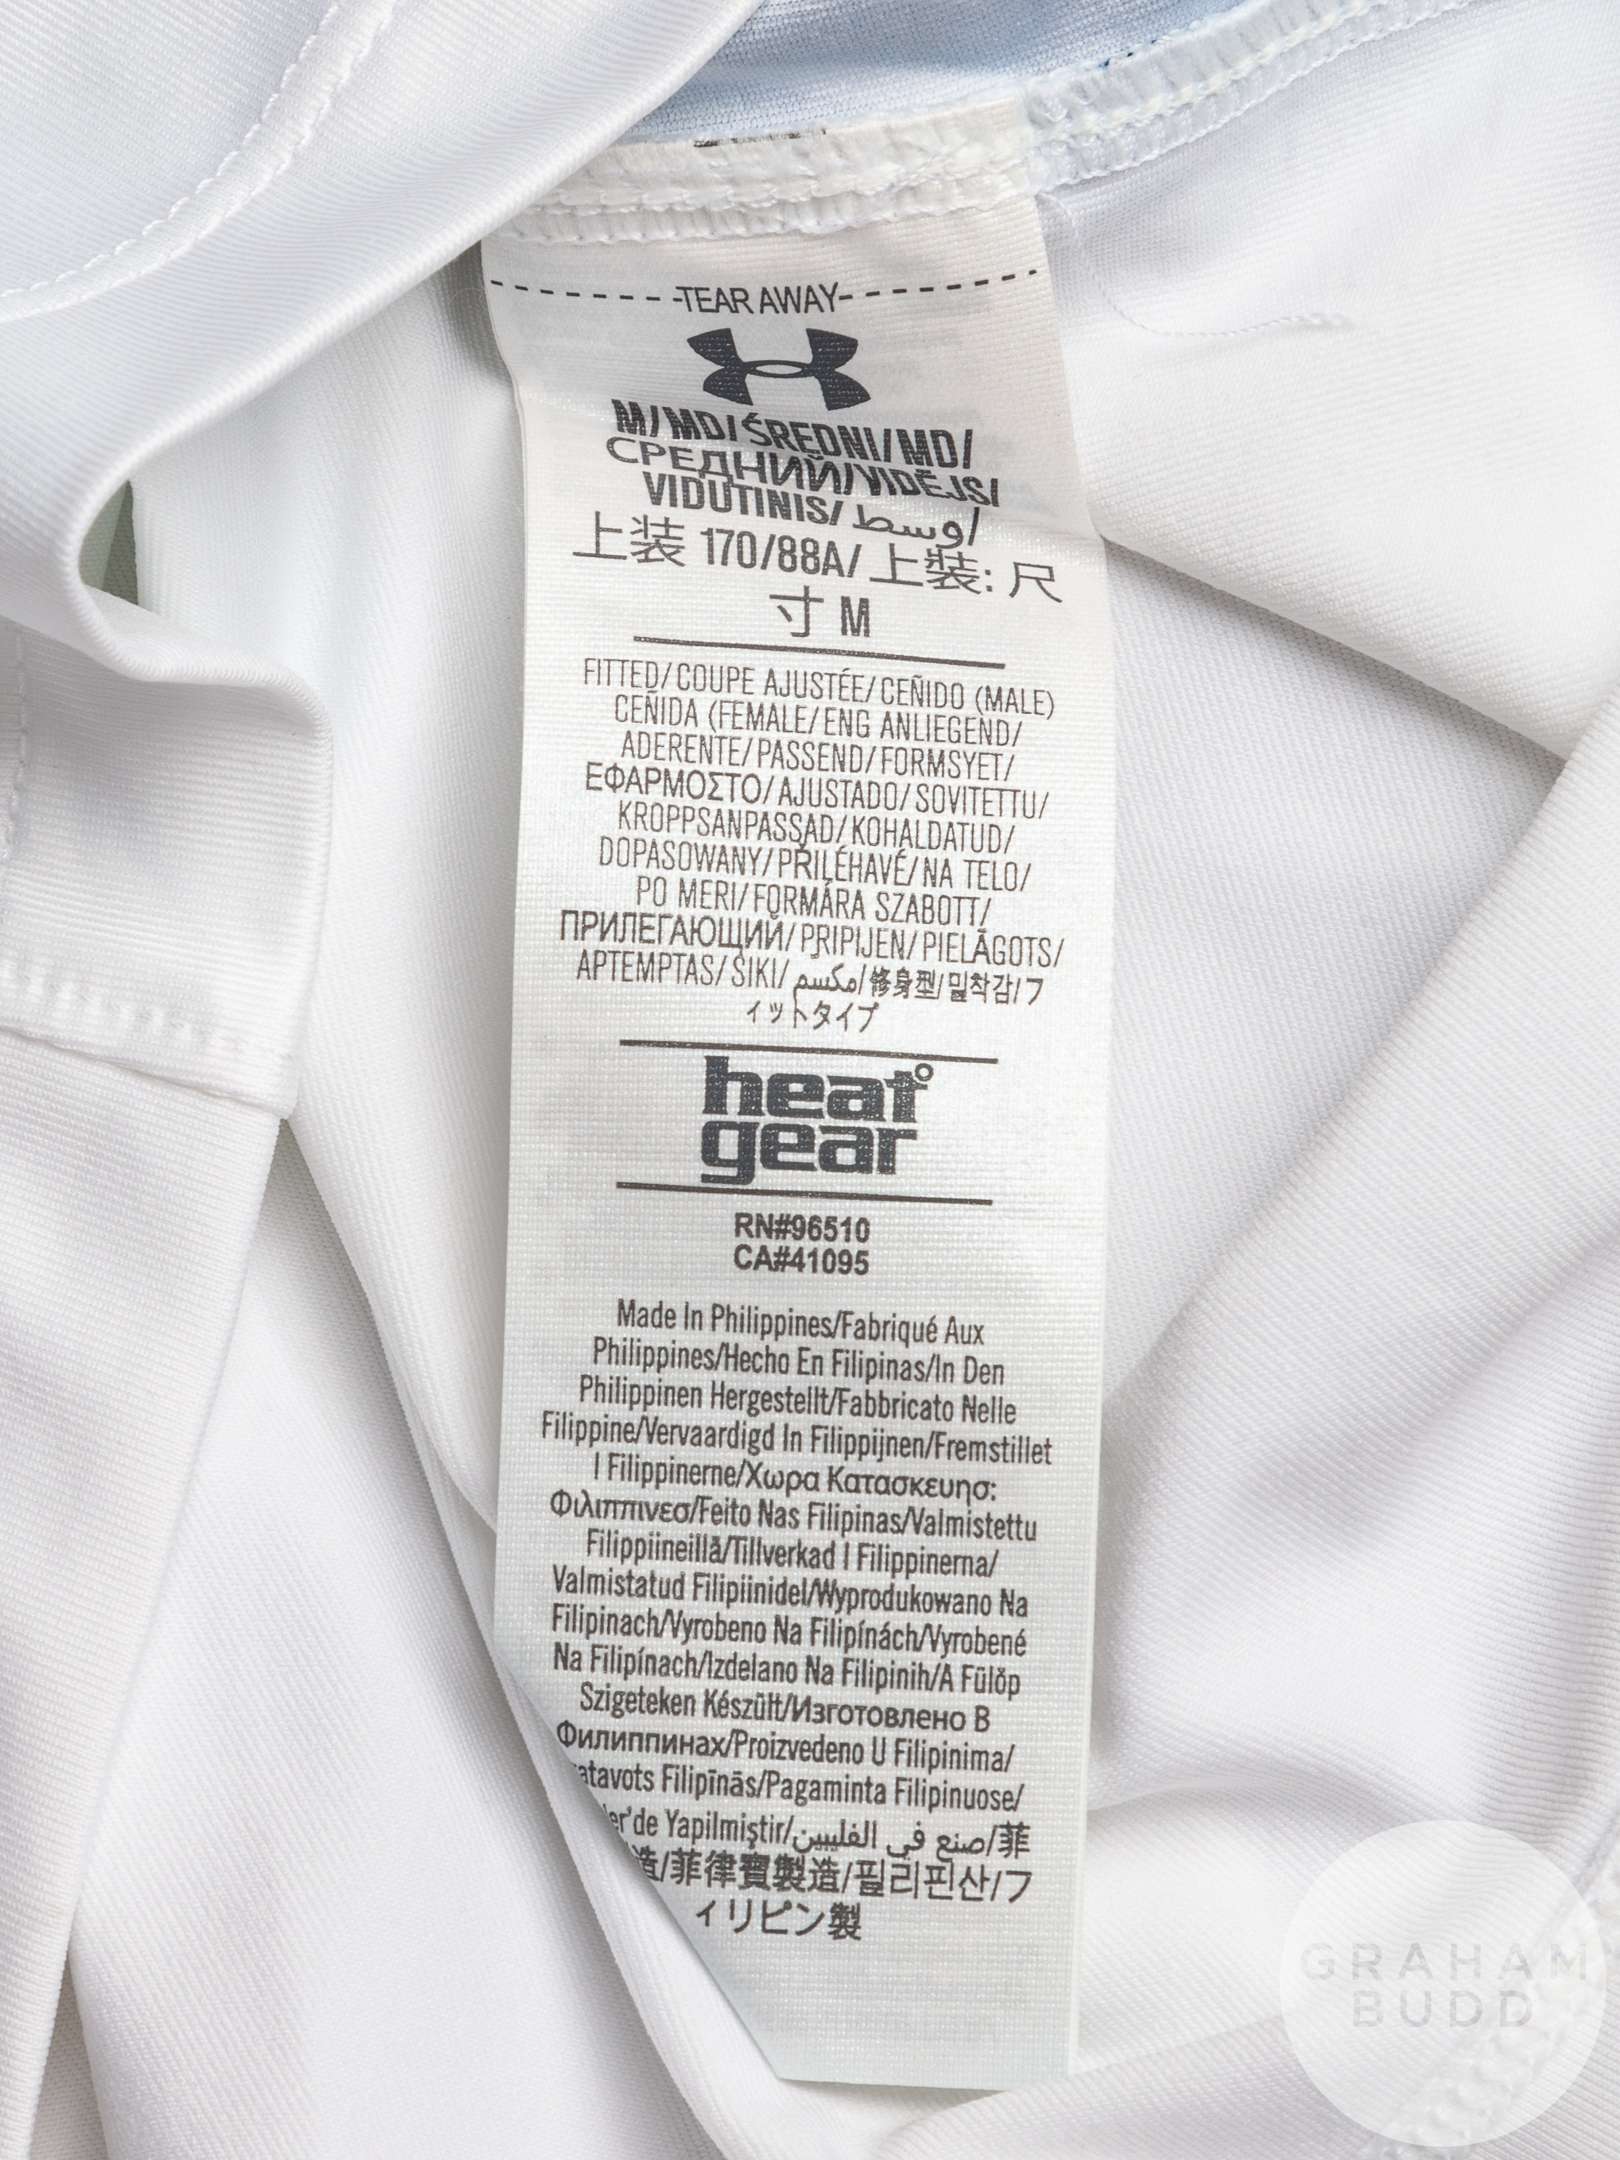 TEAR AWAY
M/MD/ŚREDNI/MD/
СРЕДНИЙ/VIDĒJS/
VIDUTINIS/اوسط/
上装 170/88A/ 上裝: 尺
寸 M
FITTED/COUPE AJUSTÉE/CEÑIDO (MALE)
CEÑIDA (FEMALE/ENG ANLIEGEND/
ADERENTE/PASSEND/FORMSYET/
ΕΦΑΡΜΟΣΤΟ/AJUSTADO/SOVITETTU/
KROPPSANPASSAD/KOHALDATUD/
DOPASOWANY/PŘILÉHAVÉ/NA TELO/
PO MERI/FORMÁRA SZABOTT/
ПРИЛЕГАЮЩИЙ/PRIPIJEN/PIELĀGOTS/
APTEMPTAS/SIKI/مكسم/修身型/밀착감/フ
ィットタイプ
heat
gear
RN#96510
CA#41095
Made In Philippines/Fabriqué Aux
Philippines/Hecho En Filipinas/In Den
Philippinen Hergestellt/Fabbricato Nelle
Filippine/Vervaardigd In Filippijnen/Fremstillet
I Filippinerne/Χωρα Κατασκευησ:
Φιλιππινεσ/Feito Nas Filipinas/Valmistettu
Filippiineillä/Tillverkad I Filippinerna/
Valmistatud Filipiinidel/Wyprodukowano Na
Filipinach/Vyrobeno Na Filipínách/Vyrobené
Na Filipínach/Izdelano Na Filipinih/A Fülöp
Szigeteken Készült/Изготовлено В
Филиппинах/Proizvedeno U Filipinima/
Filipīnās/Pagaminta Filipinuose/
Yapilmiştir/صنع في الفلبين/菲
造/菲律賓製造/필리핀산/フ
ィリピン製
GRAHAM
BUDD